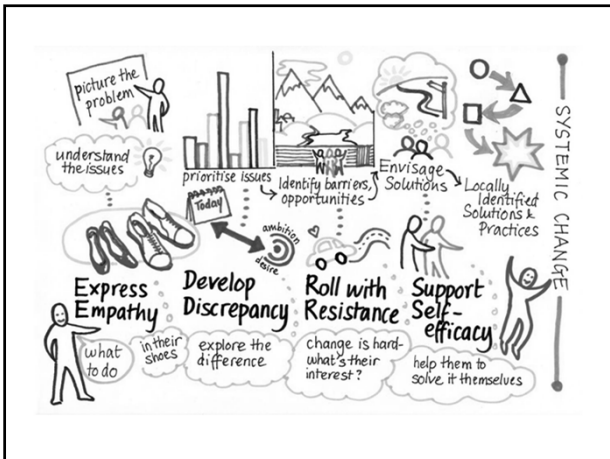 picture the
problem
understand
the issues
prioritise issues
Identify barriers,
opportunities
Envisage
Solutions
Locally
Identified
Solutions &
Practices
SYSTEMIC CHANGE
Today
ambition
desire
Express
Empathy
Develop
Discrepancy
Roll with
Resistance
Support
Self-
efficacy
what
to do
in their
shoes
explore the
difference
change is hard-
what's their
interest?
help them to
solve it themselves